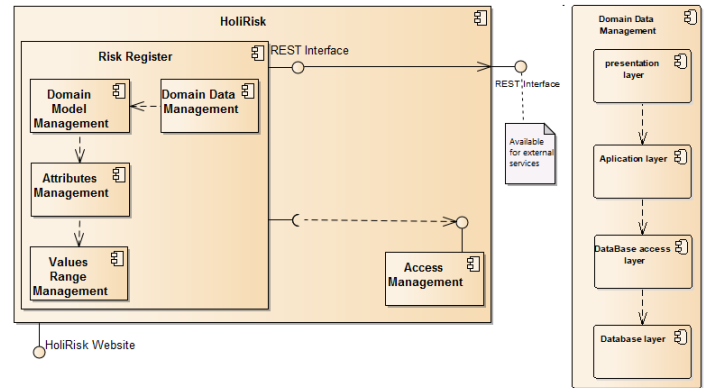 HoliRisk
Risk Register
REST Interface
Domain
Model
Management
Domain Data
Management
Attributes
Management
Values
Range
Management
Access
Management
REST Interface
Available
for external
services
HoliRisk Website
Domain Data
Management
presentation
layer
Aplication layer
DataBase access
layer
Database layer